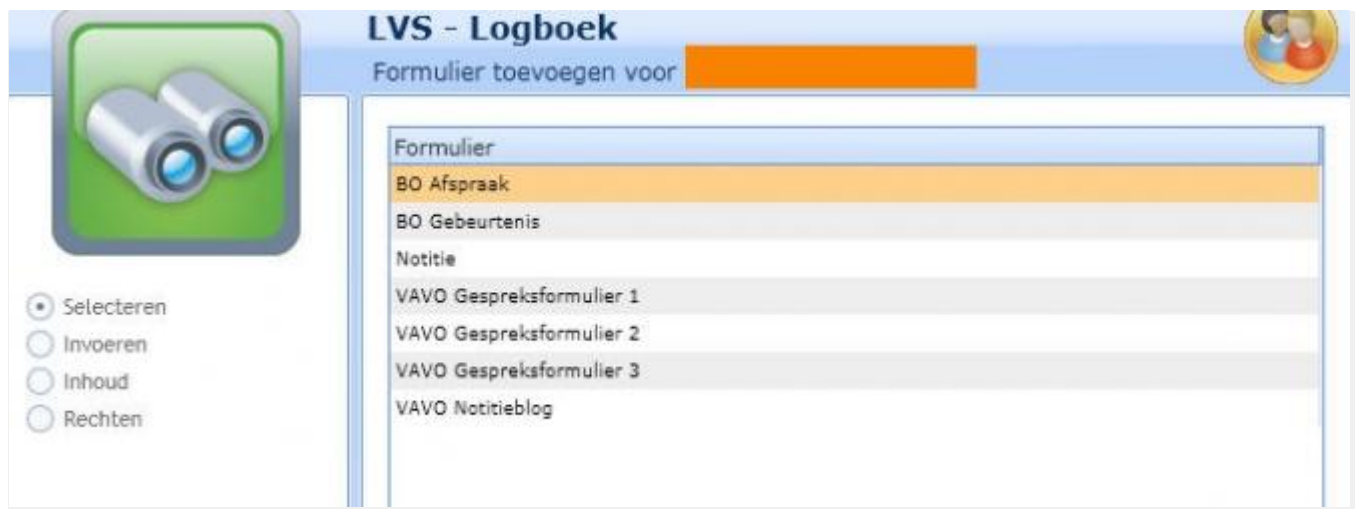 LVS - Logboek
Formulier toevoegen voor
Formulier
BO Afspraak
BO Gebeurtenis
Notitie
VAVO Gespreksformulier 1
VAVO Gespreksformulier 2
VAVO Gespreksformulier 3
VAVO Notitieblog
Selecteren
Invoeren
Inhoud
Rechten